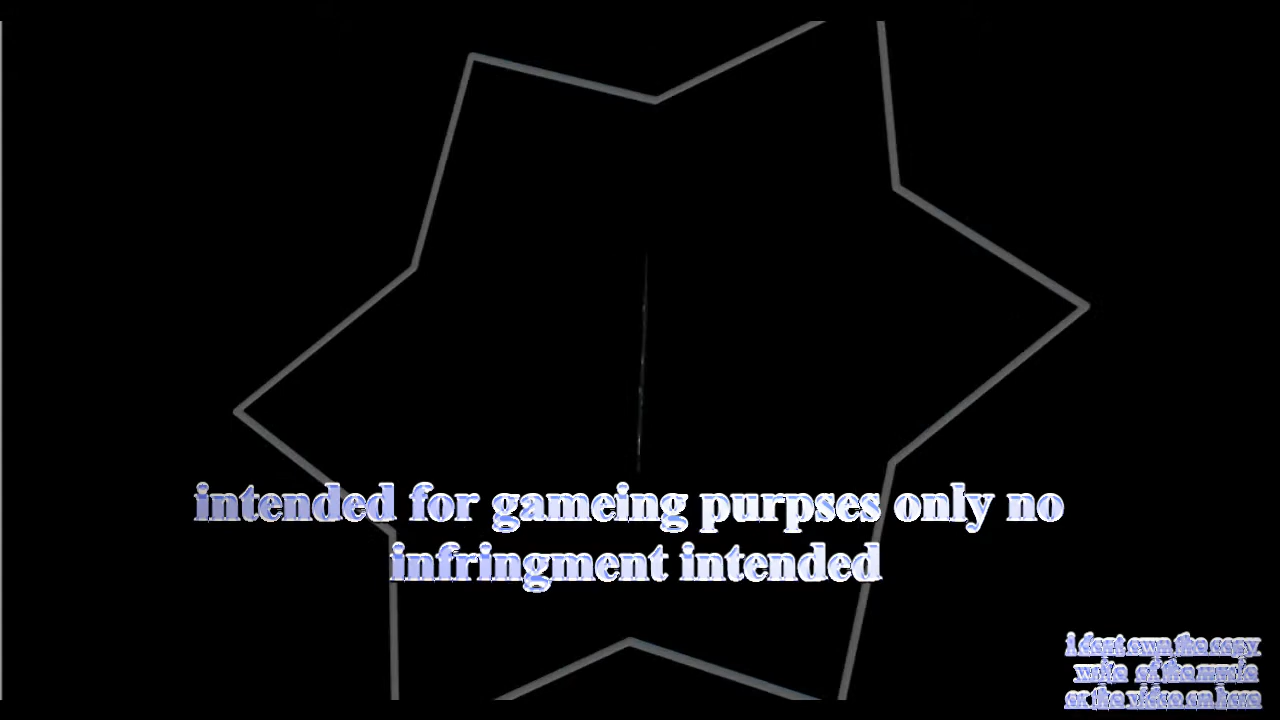 intended for gameing purpses only no
infringment intended
i dont own the copy
write of the music
or the video on here